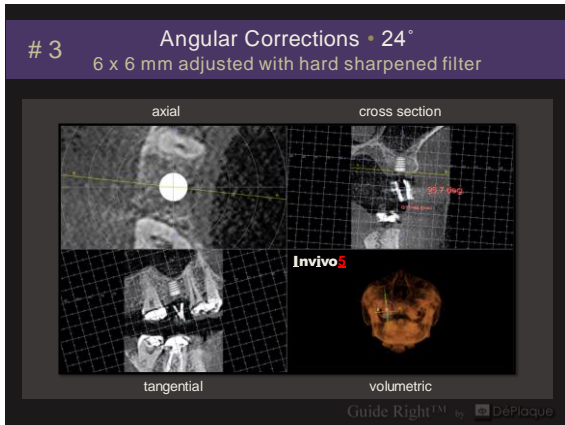 # 3
Angular Corrections • 24°
6 x 6 mm adjusted with hard sharpened filter
axial
cross section
Invivo5
tangential
volumetric
Guide Right™ by DéPlaque